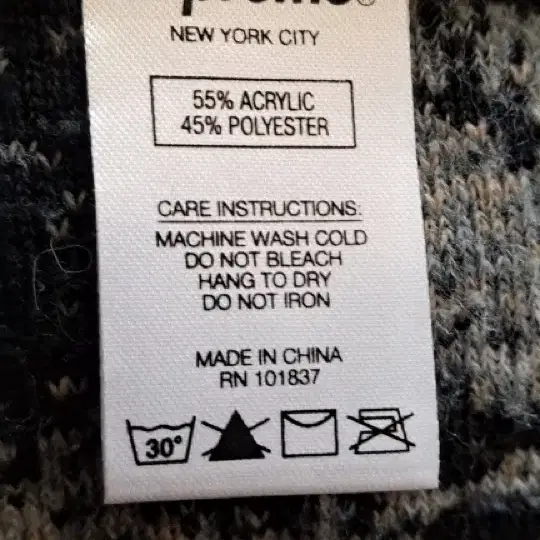 NEW YORK CITY
55% ACRYLIC
45% POLYESTER
CARE INSTRUCTIONS:
MACHINE WASH COLD
DO NOT BLEACH
HANG TO DRY
DO NOT IRON
MADE IN CHINA
RN 101837
30°